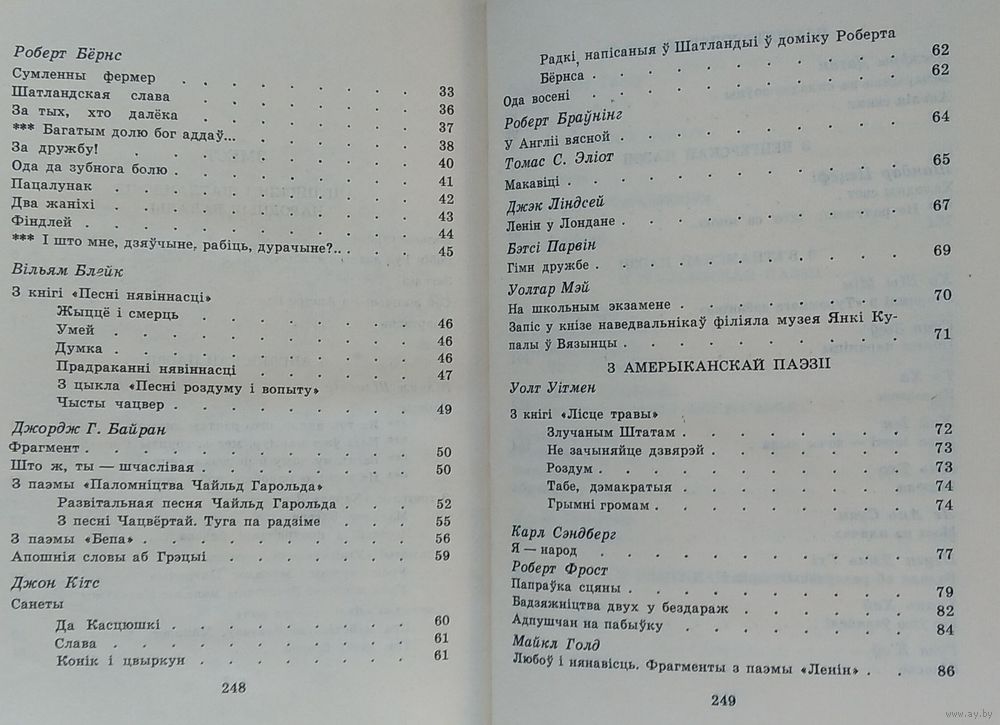 Роберт Бёрнс
Сумленны фермер . . . . . . . 33
Шатландская слава . . . . . . . 36
За тых, хто далёка . . . . . . . 37
*** Багатым долю бог аддаў... . . . . . . 38
За дружбу! . . . . . . . . 40
Ода да зубнога болю . . . . . . . 41
Пацалунак . . . . . . . . 42
Два жаніхі . . . . . . . . 43
Фіндлей . . . . . . . . . 44
*** І што мне, дзяўчыне, рабіць, дурачыне?.. . . . 45
Вільям Блейк
З кнігі «Песні нявіннасці»
Жыццё і смерць . . . . . . . 46
Умей . . . . . . . . . 46
Думка . . . . . . . . . 46
Прадраканні нявіннасці . . . . . 47
З цыкла «Песні роздуму і вопыту»
Чысты чацвер . . . . . . . 49
Джордж Г. Байран
Фрагмент . . . . . . . . . 50
Што ж, ты — шчаслівая . . . . . . . 50
З паэмы «Паломніцтва Чайльд Гарольда»
Развітальная песня Чайльд Гарольда . . . 52
З песні Чацвёртай. Туга па радзіме . . . . 55
З паэмы «Бепа» . . . . . . . . 56
Апошнія словы аб Грэцыі . . . . . . 59
Джон Кітс
Санеты
Да Касцюшкі . . . . . . . 60
Слава . . . . . . . . . 61
Конік і цвыркун . . . . . . . 61
248
Радкі, напісаныя ў Шатландыі ў доміку Роберта
Бёрнса . . . . . . . . . 62
Ода восені . . . . . . . . . 62
Роберт Браўнінг
У Англіі вясной . . . . . . . . 64
Томас С. Эліот
Макавіці . . . . . . . . . 65
Джэк Ліндсей
Ленін у Лондане . . . . . . . . 67
Бэтсі Парвін
Гімн дружбе . . . . . . . . . 69
Уолтар Мэй
На школьным экзамене . . . . . . . 70
Запіс у кнізе наведвальнікаў філіяла музея Янкі Ку-
палы ў Вязынцы . . . . . . . . 71
З АМЕРЫКАНСКАЙ ПАЭЗІІ
Уолт Уітмен
З кнігі «Лісце травы»
Злучаным Штатам . . . . . . . 72
Не зачыняйце дзвярэй . . . . . . 73
Роздум . . . . . . . . . 73
Табе, дэмакратыя . . . . . . . 74
Грымні громам . . . . . . . 74
Карл Сэндберг
Я — народ . . . . . . . . . 77
Роберт Фрост
Папраўка сцяны . . . . . . . . 79
Вадзяжніцтва двух у бездараж . . . . . 82
Адпушчан на пабыўку . . . . . . . 84
Майкл Голд
Любоў і нянавісць. Фрагменты з паэмы «Ленін» . . 86
249
www.ay.by